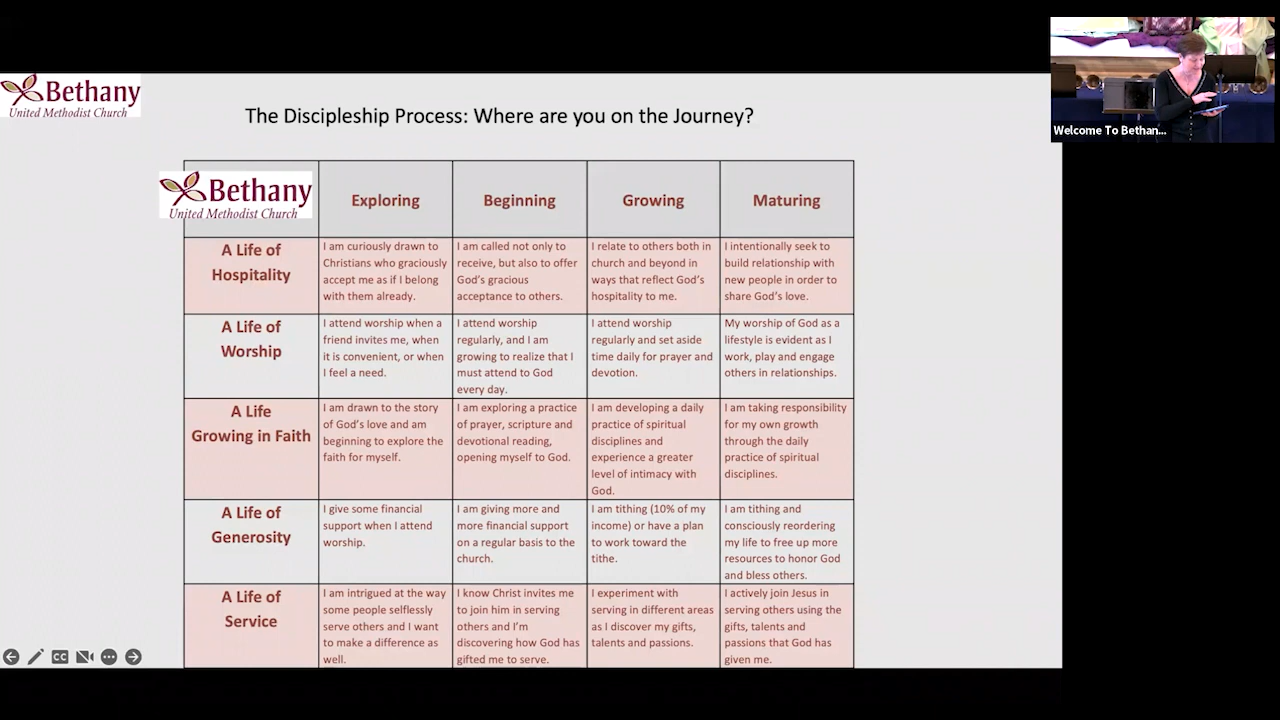 Bethany
United Methodist Church
The Discipleship Process: Where are you on the Journey?
Welcome To Bethan...
Bethany
United Methodist Church
Exploring
Beginning
Growing
Maturing
A Life of
Hospitality
I am curiously drawn to
Christians who graciously
accept me as if I belong
with them already.
I am called not only to
receive, but also to offer
God's gracious
acceptance to others.
I relate to others both in
church and beyond in
ways that reflect God's
hospitality to me.
I intentionally seek to
build relationship with
new people in order to
share God's love.
A Life of
Worship
I attend worship when a
friend invites me, when
it is convenient, or when
I feel a need.
I attend worship
regularly, and I am
growing to realize that I
must attend to God
every day.
I attend worship
regularly and set aside
time daily for prayer and
devotion.
My worship of God as a
lifestyle is evident as I
work, play and engage
others in relationships.
A Life
Growing in Faith
I am drawn to the story
of God's love and am
beginning to explore the
faith for myself.
I am exploring a practice
of prayer, scripture and
devotional reading,
opening myself to God.
I am developing a daily
practice of spiritual
disciplines and
experience a greater
level of intimacy with
God.
I am taking responsibility
for my own growth
through the daily
practice of spiritual
disciplines.
A Life of
Generosity
I give some financial
support when I attend
worship.
I am giving more and
more financial support
on a regular basis to the
church.
I am tithing (10% of my
income) or have a plan
to work toward the
tithe.
I am tithing and
consciously reordering
my life to free up more
resources to honor God
and bless others.
A Life of
Service
I am intrigued at the way
some people selflessly
serve others and I want
to make a difference as
well.
I know Christ invites me
to join him in serving
others and I'm
discovering how God has
gifted me to serve.
I experiment with
serving in different areas
as I discover my gifts,
talents and passions.
I actively join Jesus in
serving others using the
gifts, talents and
passions that God has
given me.
CC